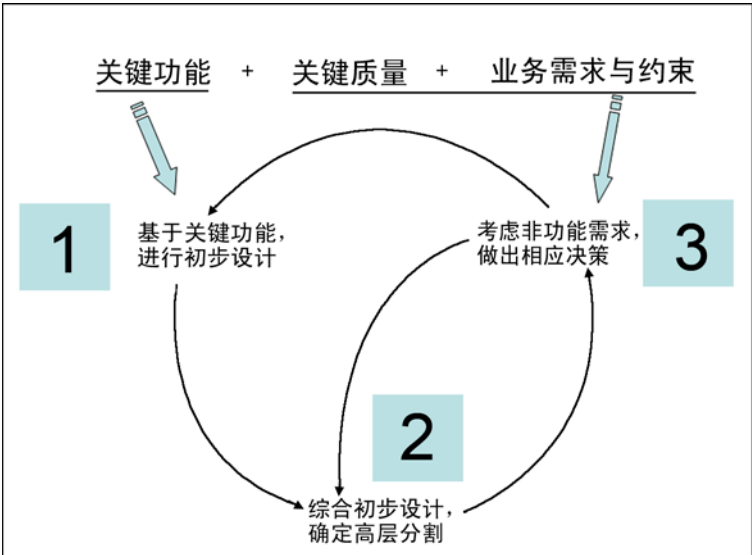 关键功能 + 关键质量 + 业务需求与约束
1
基于关键功能，
进行初步设计
考虑非功能需求，
做出相应决策
3
2
综合初步设计，
确定高层分割